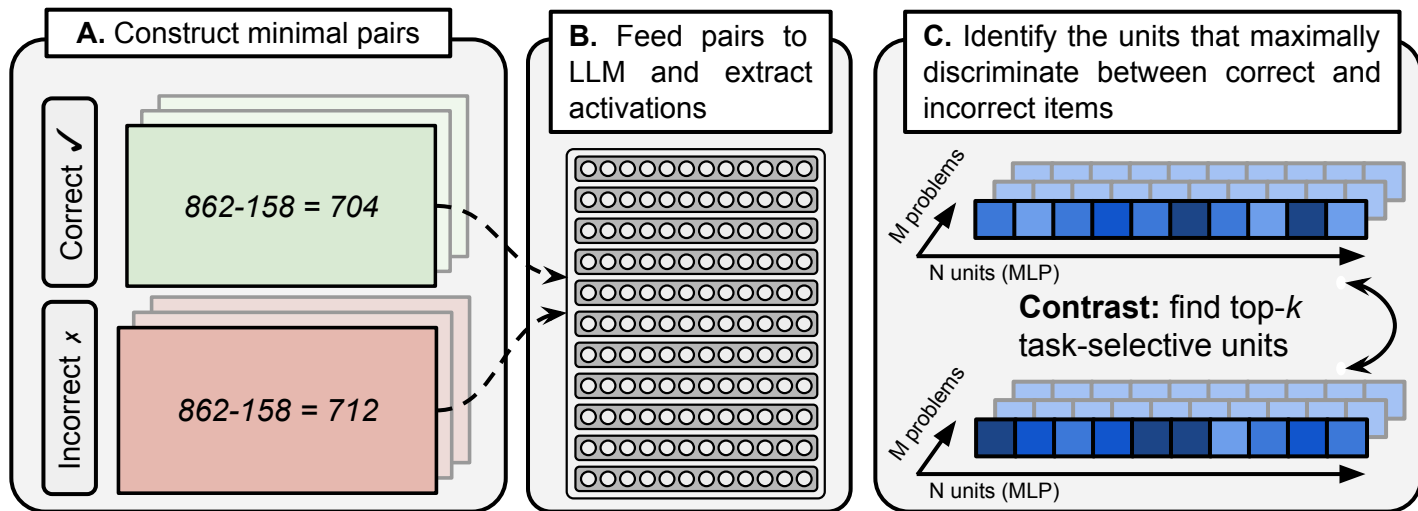 A. Construct minimal pairs
Correct ✓
862-158 = 704
Incorrect ✗
862-158 = 712
B. Feed pairs to
LLM and extract
activations
C. Identify the units that maximally
discriminate between correct and
incorrect items
M problems
N units (MLP)
Contrast: find top-k
task-selective units
M problems
N units (MLP)